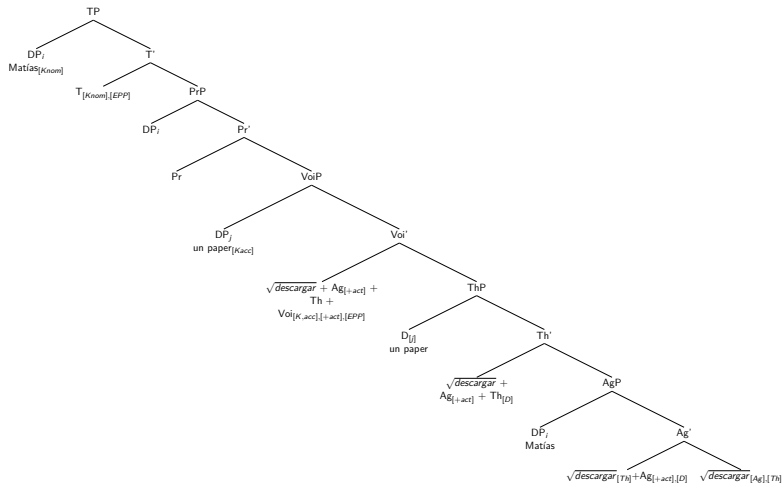 TP
DP_i
Matías_[Knom]
T'
T_[Knom],[EPP]
PrP
DP_i
Pr'
Pr
VoiP
DP_j
un paper_[Kacc]
Voi'
√descargar + Ag_[+act] +
Th +
Voi_[K,acc],[+act],[EPP]
ThP
D_[j]
un paper
Th'
√descargar +
Ag_[+act] + Th_[D]
AgP
DP_i
Matías
Ag'
√descargar_[Th]+Ag_[+act],[D]
√descargar_[Ag],[Th]